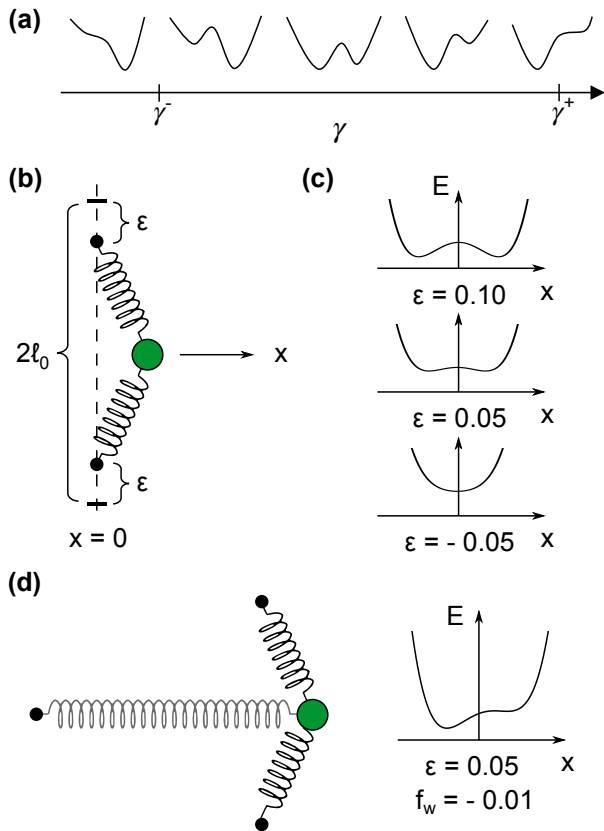 (a)
γ⁻ γ γ⁺
(b)
(c)
ε
2ℓ₀
x
ε
x = 0
E
x
ε = 0.10
x
ε = 0.05
x
ε = - 0.05
(d)
E
x
ε = 0.05
f_w = - 0.01